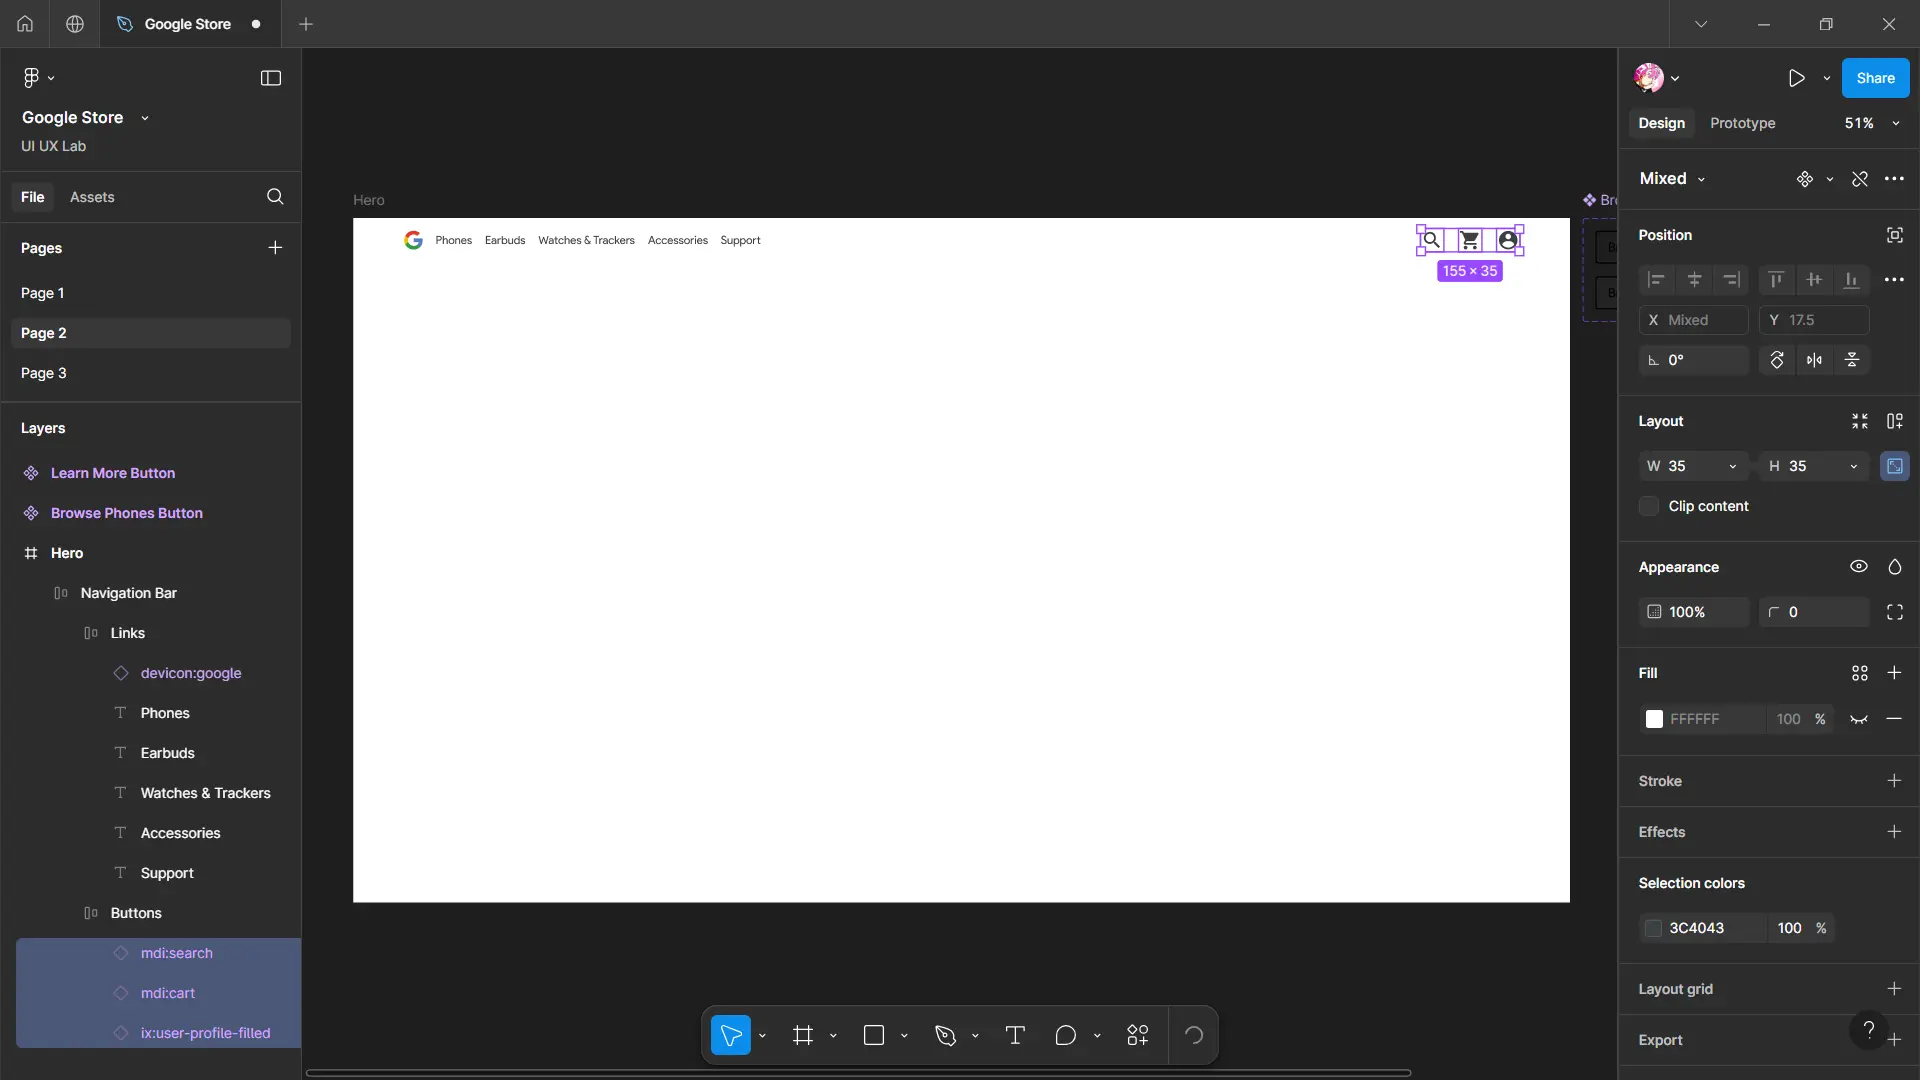 Google Store
Google Store
UI UX Lab
File
Assets
Pages
Page 1
Page 2
Page 3
Layers
Learn More Button
Browse Phones Button
Hero
Navigation Bar
Links
devicon:google
Phones
Earbuds
Watches & Trackers
Accessories
Support
Buttons
mdi:search
mdi:cart
ix:user-profile-filled
Hero
Phones
Earbuds
Watches & Trackers
Accessories
Support
155 × 35
Bro
B
B
Share
Design
Prototype
51%
Mixed
Position
X Mixed
Y 17.5
0°
Layout
W 35
H 35
Clip content
Appearance
100%
0
Fill
FFFFFF
100 %
Stroke
Effects
Selection colors
3C4043
100 %
Layout grid
Export
?